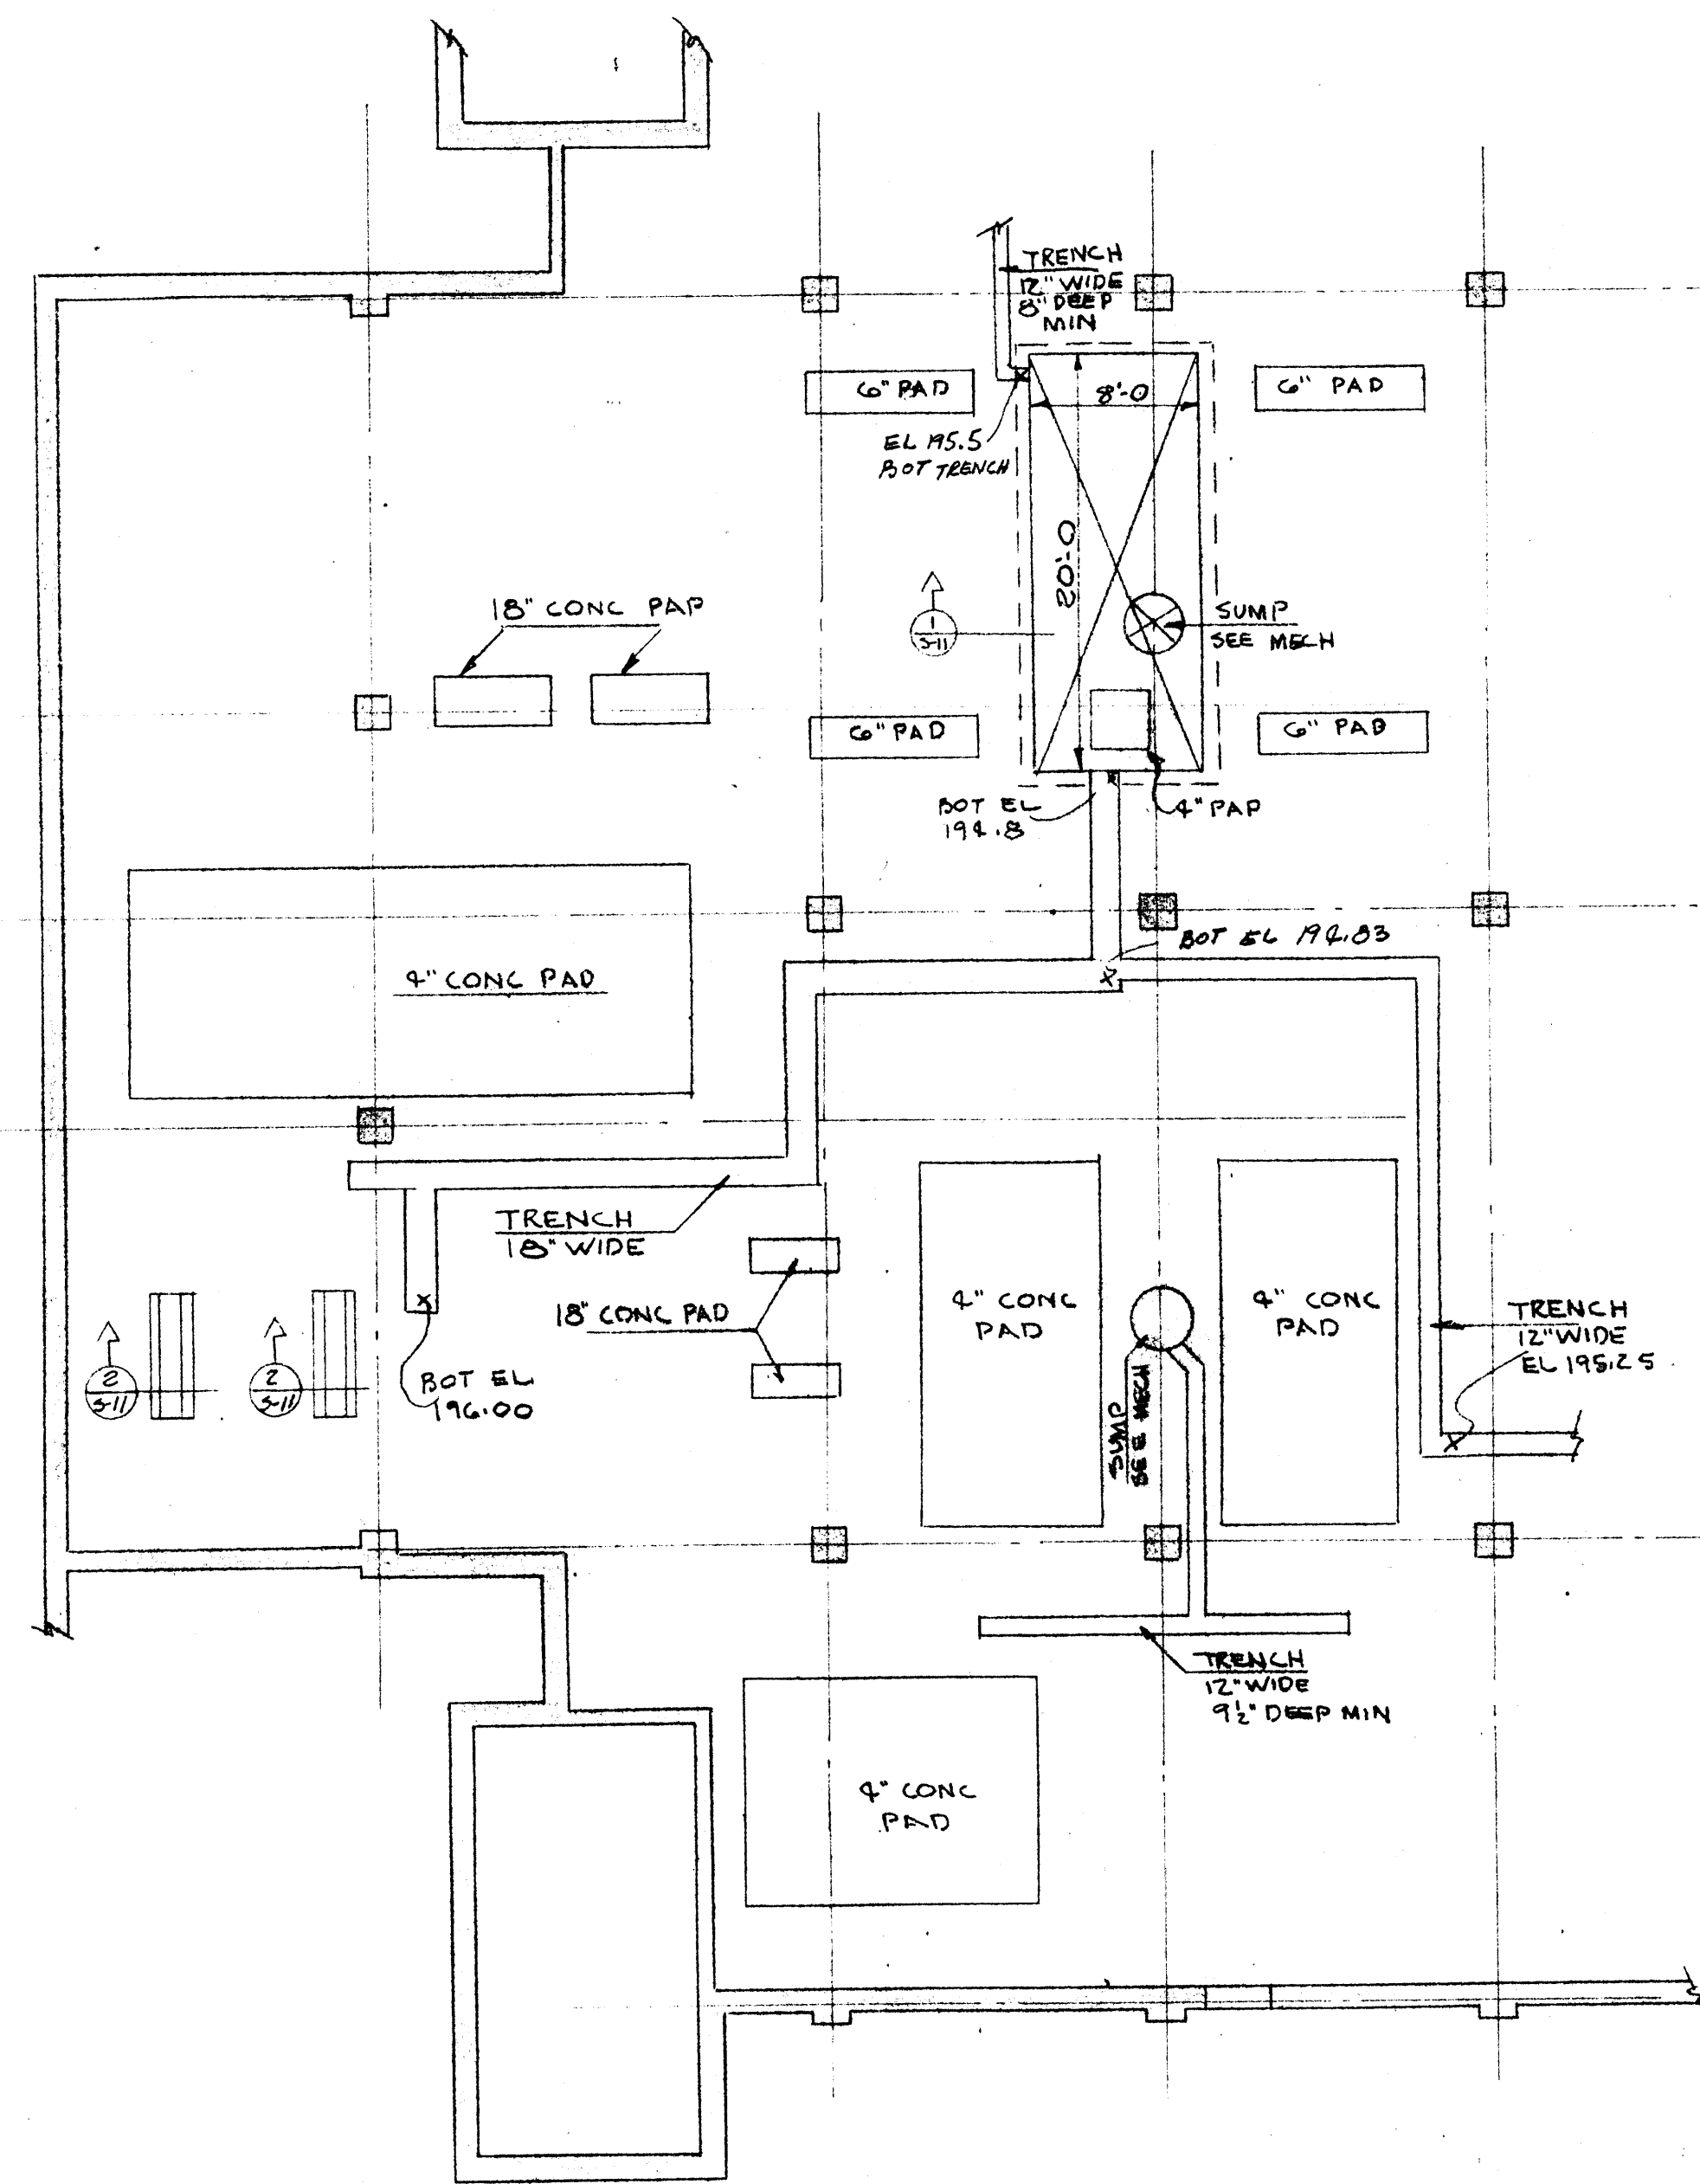 TRENCH
12" WIDE
8" DEEP
MIN
6" PAD
8'-0
6" PAD
EL 195.5
BOT TRENCH
20'-0
18" CONC PAD
1
S-11
SUMP
SEE MECH
6" PAD
6" PAD
BOT EL
194.8
4" PAD
BOT EL 194.83
4" CONC PAD
TRENCH
18" WIDE
18" CONC PAD
4" CONC
PAD
4" CONC
PAD
TRENCH
12" WIDE
EL 195.25
2
S-11
2
S-11
BOT EL
196.00
SUMP
SEE MECH
TRENCH
12" WIDE
9½" DEEP MIN
4" CONC
PAD